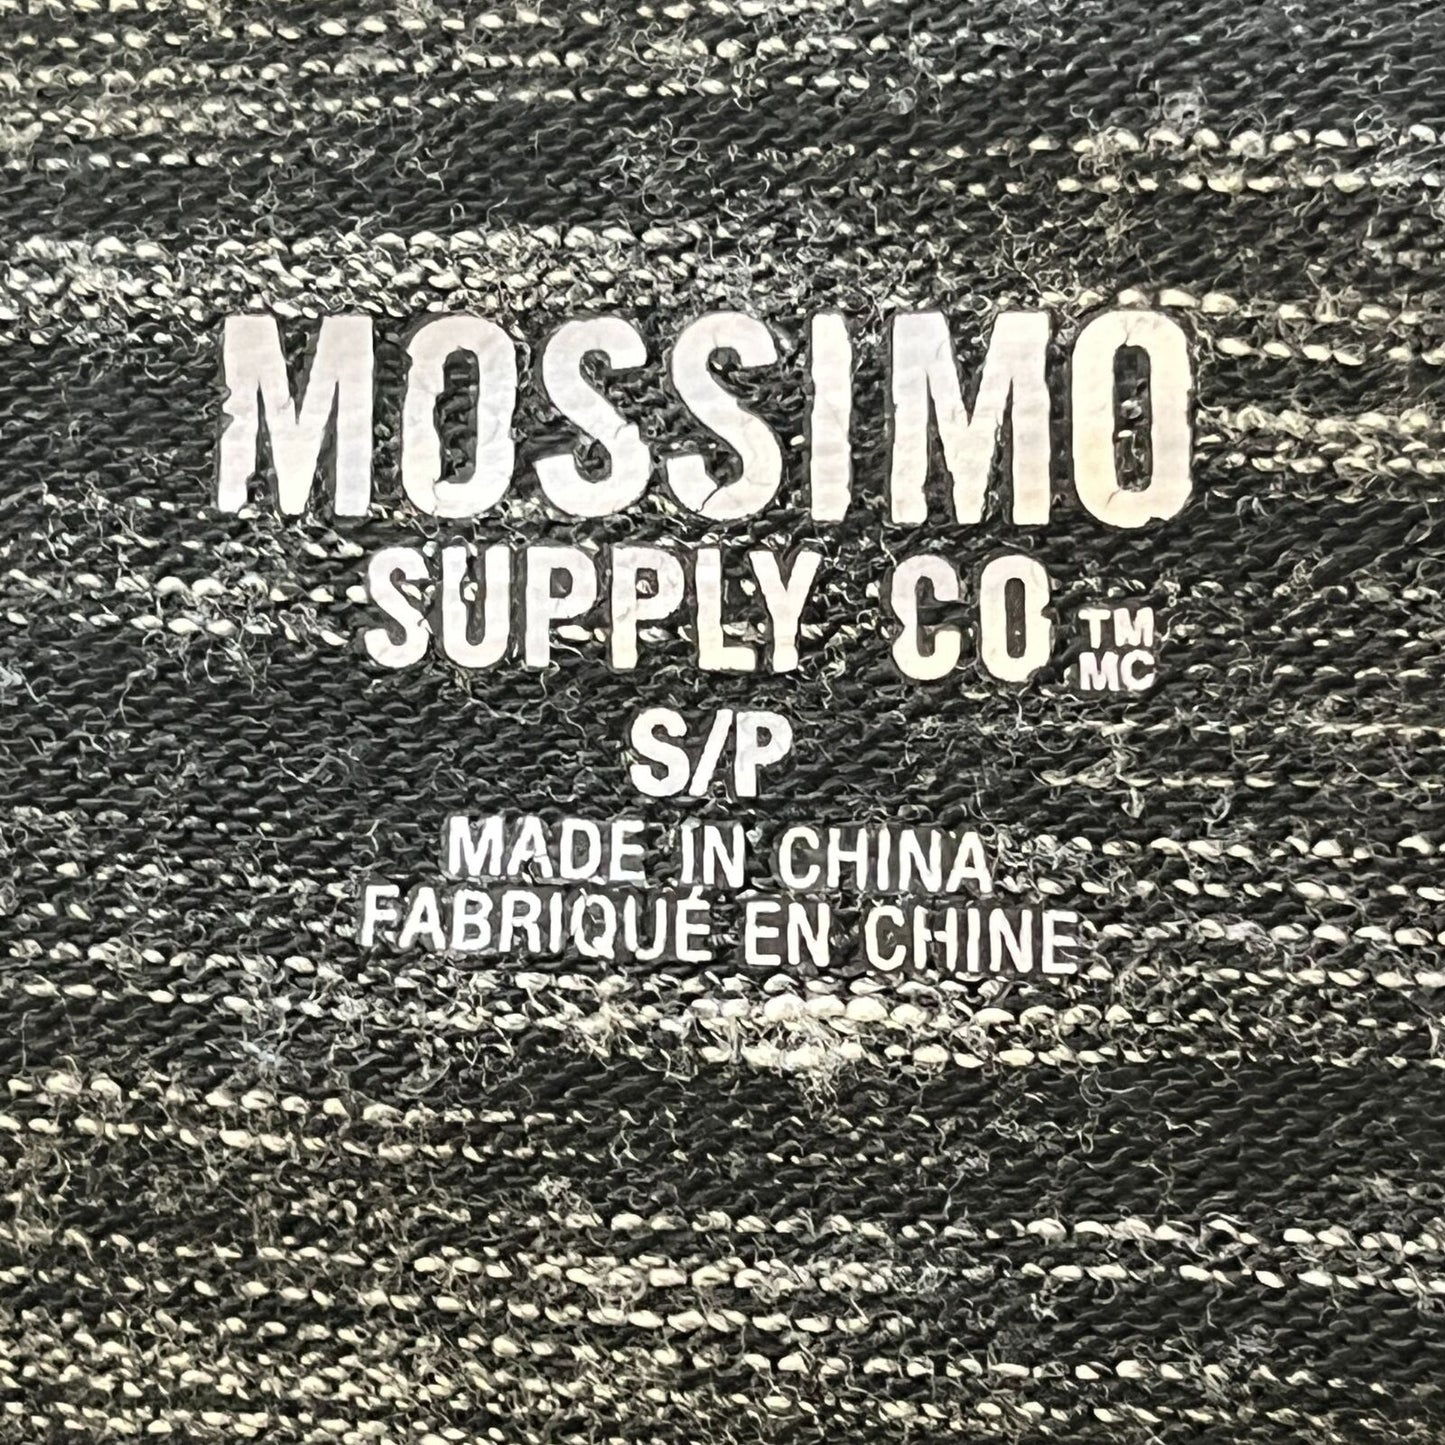 MOSSIMO
SUPPLY CO TM MC
S/P
MADE IN CHINA
FABRIQUÉ EN CHINE